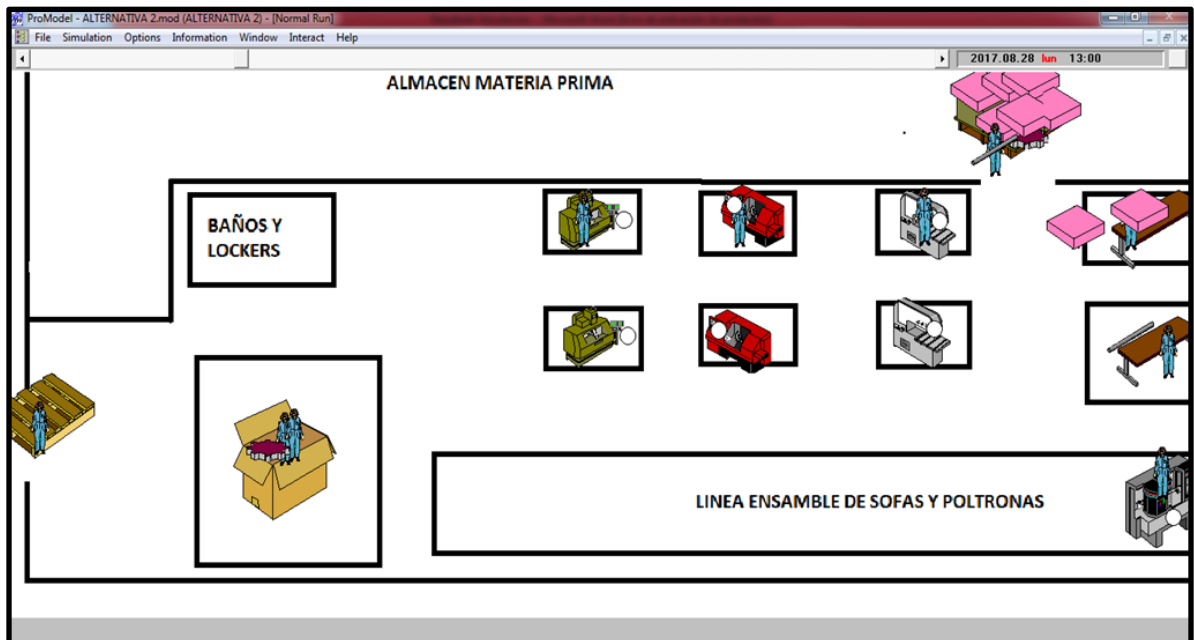 ProModel - ALTERNATIVA 2.mod (ALTERNATIVA 2) - [Normal Run]
File Simulation Options Information Window Interact Help
2017.08.28 lun 13:00
ALMACEN MATERIA PRIMA
BAÑOS Y
LOCKERS
LINEA ENSAMBLE DE SOFAS Y POLTRONAS